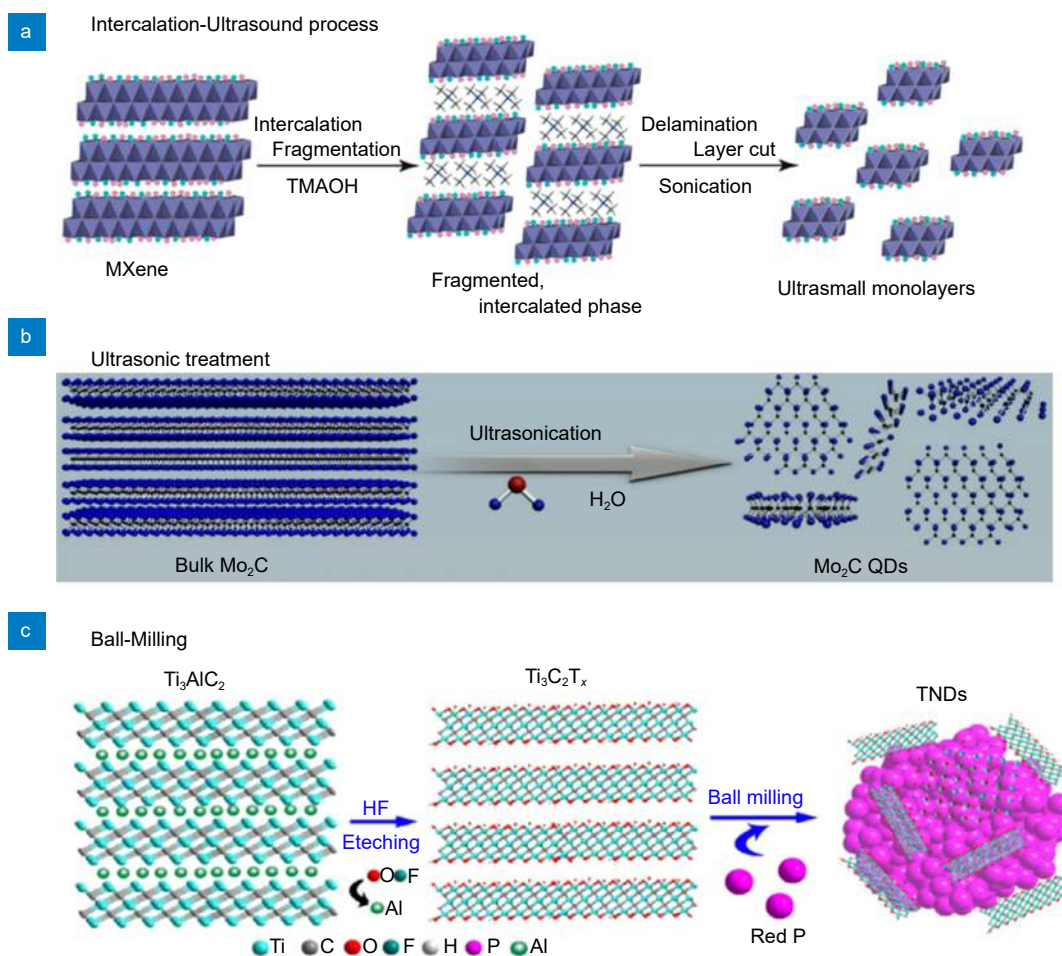 a
Intercalation-Ultrasound process
Intercalation
Fragmentation
TMAOH
Delamination
Layer cut
Sonication
MXene
Fragmented,
intercalated phase
Ultrasmall monolayers
b
Ultrasonic treatment
Ultrasonication
H₂O
Bulk Mo₂C
Mo₂C QDs
c
Ball-Milling
Ti₃AlC₂
Ti₃C₂Tₓ
TNDs
HF
Eteching
O F
Al
Ball milling
Red P
Ti C O F H P Al